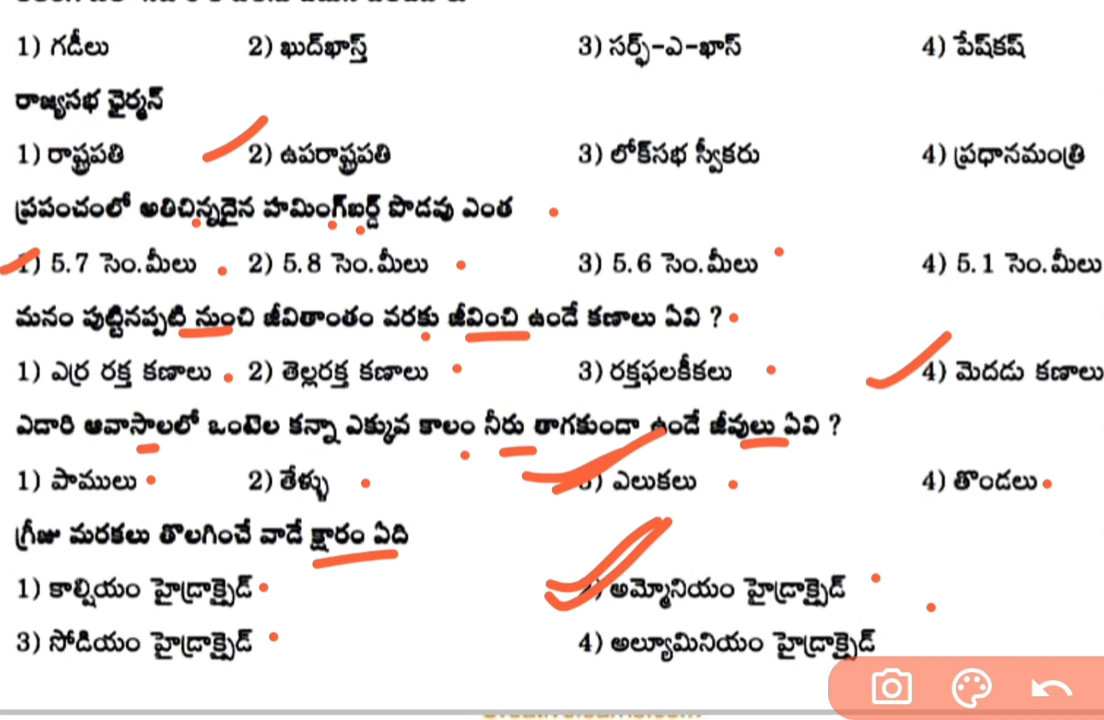 1) గడీలు 2) ఖుద్‌ఖాస్త్ 3) సర్ఫ్-ఎ-ఖాస్ 4) పేష్‌కష్
రాజ్యసభ ఛైర్మన్
1) రాష్ట్రపతి 2) ఉపరాష్ట్రపతి 3) లోక్‌సభ స్పీకరు 4) ప్రధానమంత్రి
ప్రపంచంలో అతిచిన్నదైన హమింగ్‌బర్డ్ పొడవు ఎంత
1) 5.7 సెం.మీలు 2) 5.8 సెం.మీలు 3) 5.6 సెం.మీలు 4) 5.1 సెం.మీలు
మనం పుట్టినప్పటి నుంచి జీవితాంతం వరకు జీవించి ఉండే కణాలు ఏవి ?
1) ఎర్ర రక్త కణాలు 2) తెల్లరక్త కణాలు 3) రక్తఫలకీకలు 4) మెదడు కణాలు
ఎదారి ఆవాసాలలో ఒంటెల కన్నా ఎక్కువ కాలం నీరు తాగకుండా ఉండే జీవులు ఏవి ?
1) పాములు 2) తేళ్ళు 3) ఎలుకలు 4) తొండలు
గ్రీజు మరకలు తొలగించే వాడే క్షారం ఏది
1) కాల్షియం హైడ్రాక్సైడ్ 2) అమ్మోనియం హైడ్రాక్సైడ్
3) సోడియం హైడ్రాక్సైడ్ 4) అల్యూమినియం హైడ్రాక్సైడ్